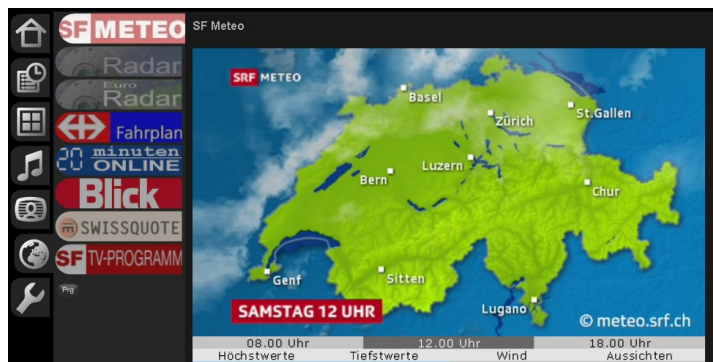 SF METEO
Radar
Euro
Radar
Fahrplan
20 minuten
ONLINE
Blick
SWISSQUOTE
SF TV-PROGRAMM
Prg
SF Meteo
SRF METEO
Basel
Zürich
St.Gallen
Luzern
Bern
Chur
Genf
Sitten
Lugano
SAMSTAG 12 UHR
© meteo.srf.ch
08.00 Uhr 12.00 Uhr 18.00 Uhr
Höchstwerte Tiefstwerte Wind Aussichten